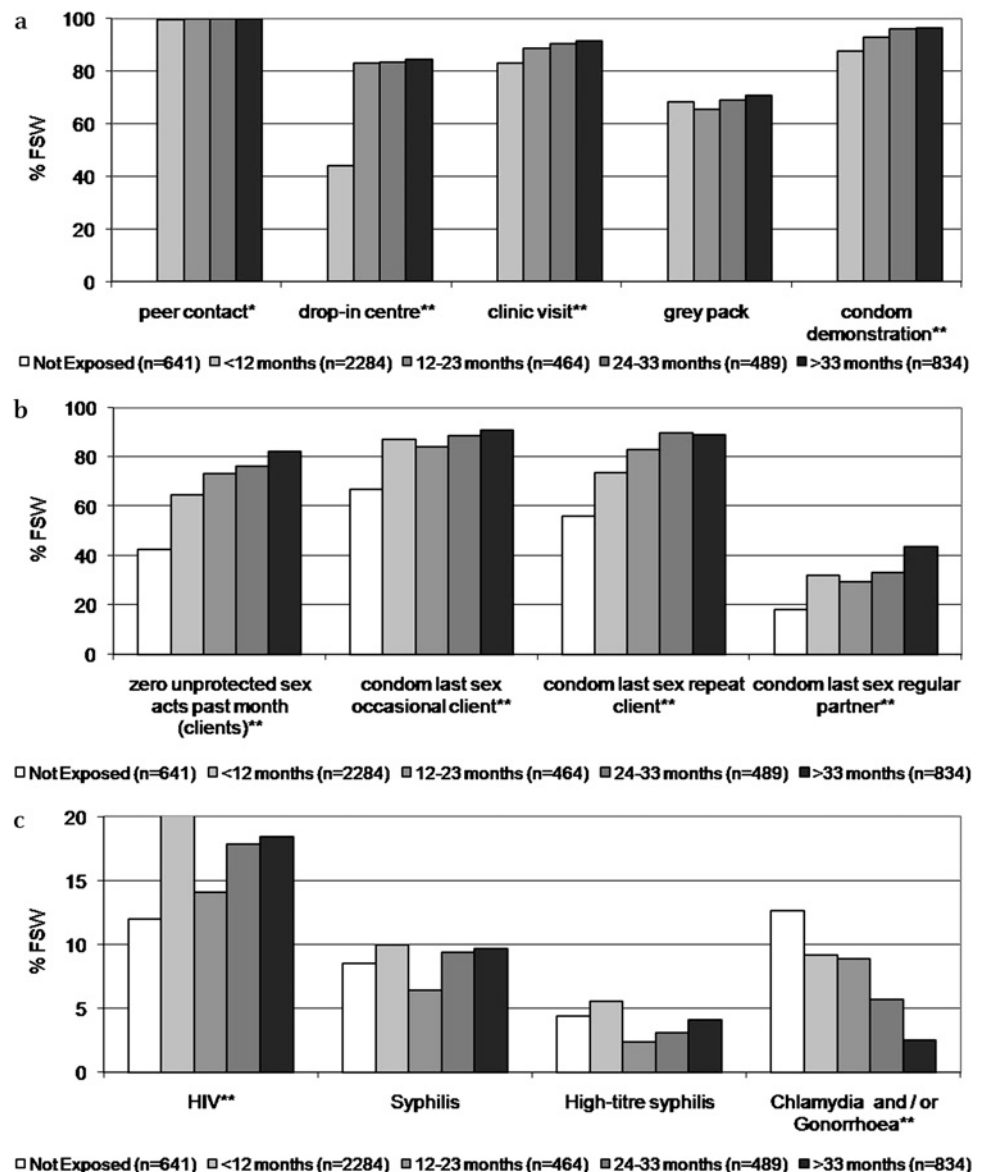 a
100
80
60
40
20
0
% FSW
peer contact* drop-in centre** clinic visit** grey pack condom
demonstration**
Not Exposed (n=641) <12 months (n=2284) 12-23 months (n=464) 24-33 months (n=489) >33 months (n=834)
b
100
80
60
40
20
0
% FSW
zero unprotected sex condom last sex condom last sex repeat condom last sex regular
acts past month occasional client** client** partner**
(clients)**
Not Exposed (n=641) <12 months (n=2284) 12-23 months (n=464) 24-33 months (n=489) >33 months (n=834)
c
20
15
10
5
0
% FSW
HIV** Syphilis High-titre syphilis Chlamydia and / or
Gonorrhoea**
Not Exposed (n=641) <12 months (n=2284) 12-23 months (n=464) 24-33 months (n=489) >33 months (n=834)